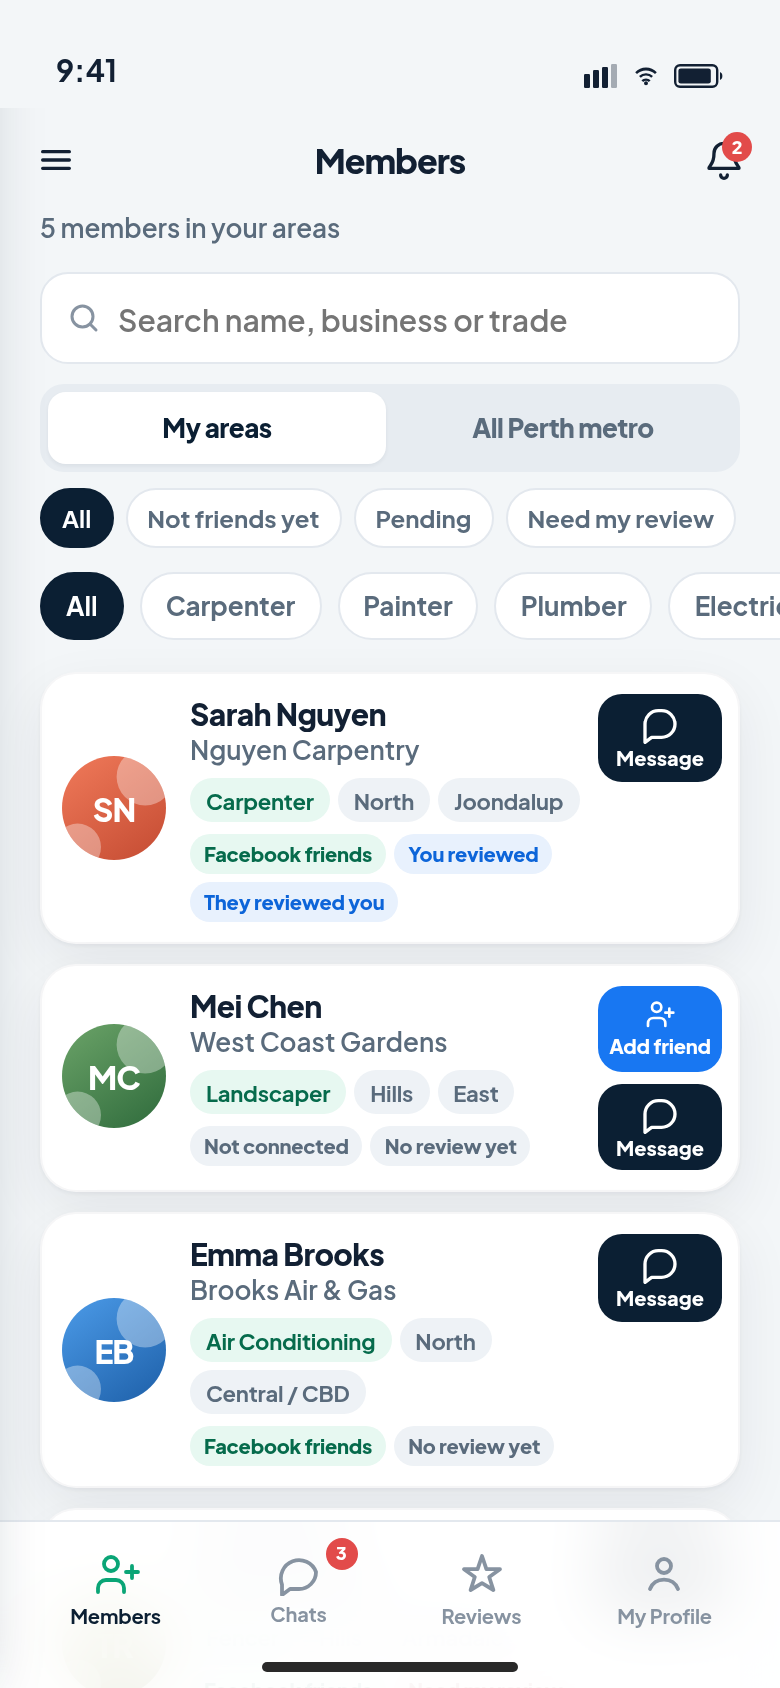 9:41
Members
2
5 members in your areas
Search name, business or trade
My areas
All Perth metro
All
Not friends yet
Pending
Need my review
All
Carpenter
Painter
Plumber
Sarah Nguyen
Nguyen Carpentry
Message
SN
Carpenter
North
Joondalup
Facebook friends
You reviewed
They reviewed you
Mei Chen
West Coast Gardens
Add friend
MC
Landscaper
Hills
East
Not connected
No review yet
Message
Emma Brooks
Brooks Air & Gas
Message
EB
Air Conditioning
North
Central / CBD
Facebook friends
No review yet
Members
3
Chats
Reviews
My Profile